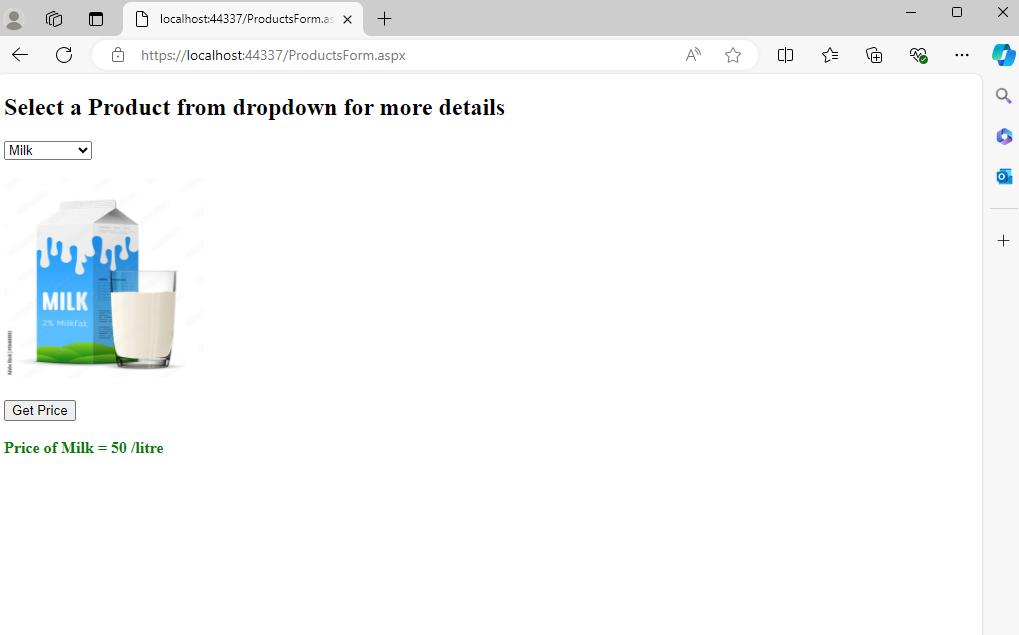 localhost:44337/ProductsForm.as
https://localhost:44337/ProductsForm.aspx
Select a Product from dropdown for more details
Milk
MILK
2% Milkfat
Get Price
Price of Milk = 50 /litre